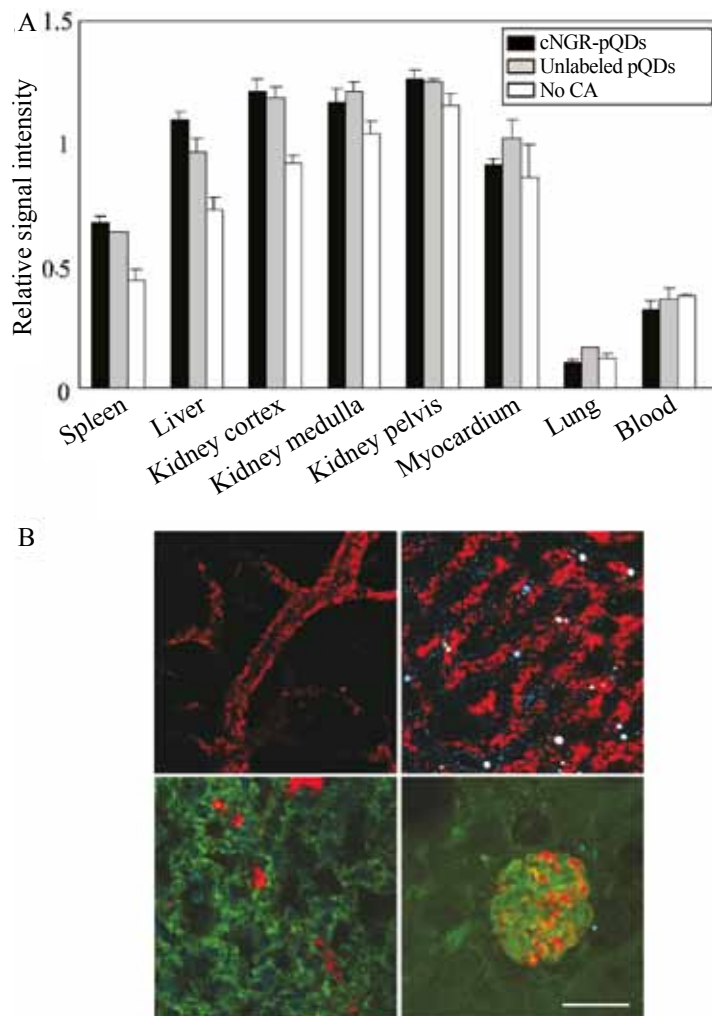 A
1.5
cNGR-pQDs
Unlabeled pQDs
No CA
1
0.5
0
Relative signal intensity
Spleen
Liver
Kidney cortex
Kidney medulla
Kidney pelvis
Myocardium
Lung
Blood
B